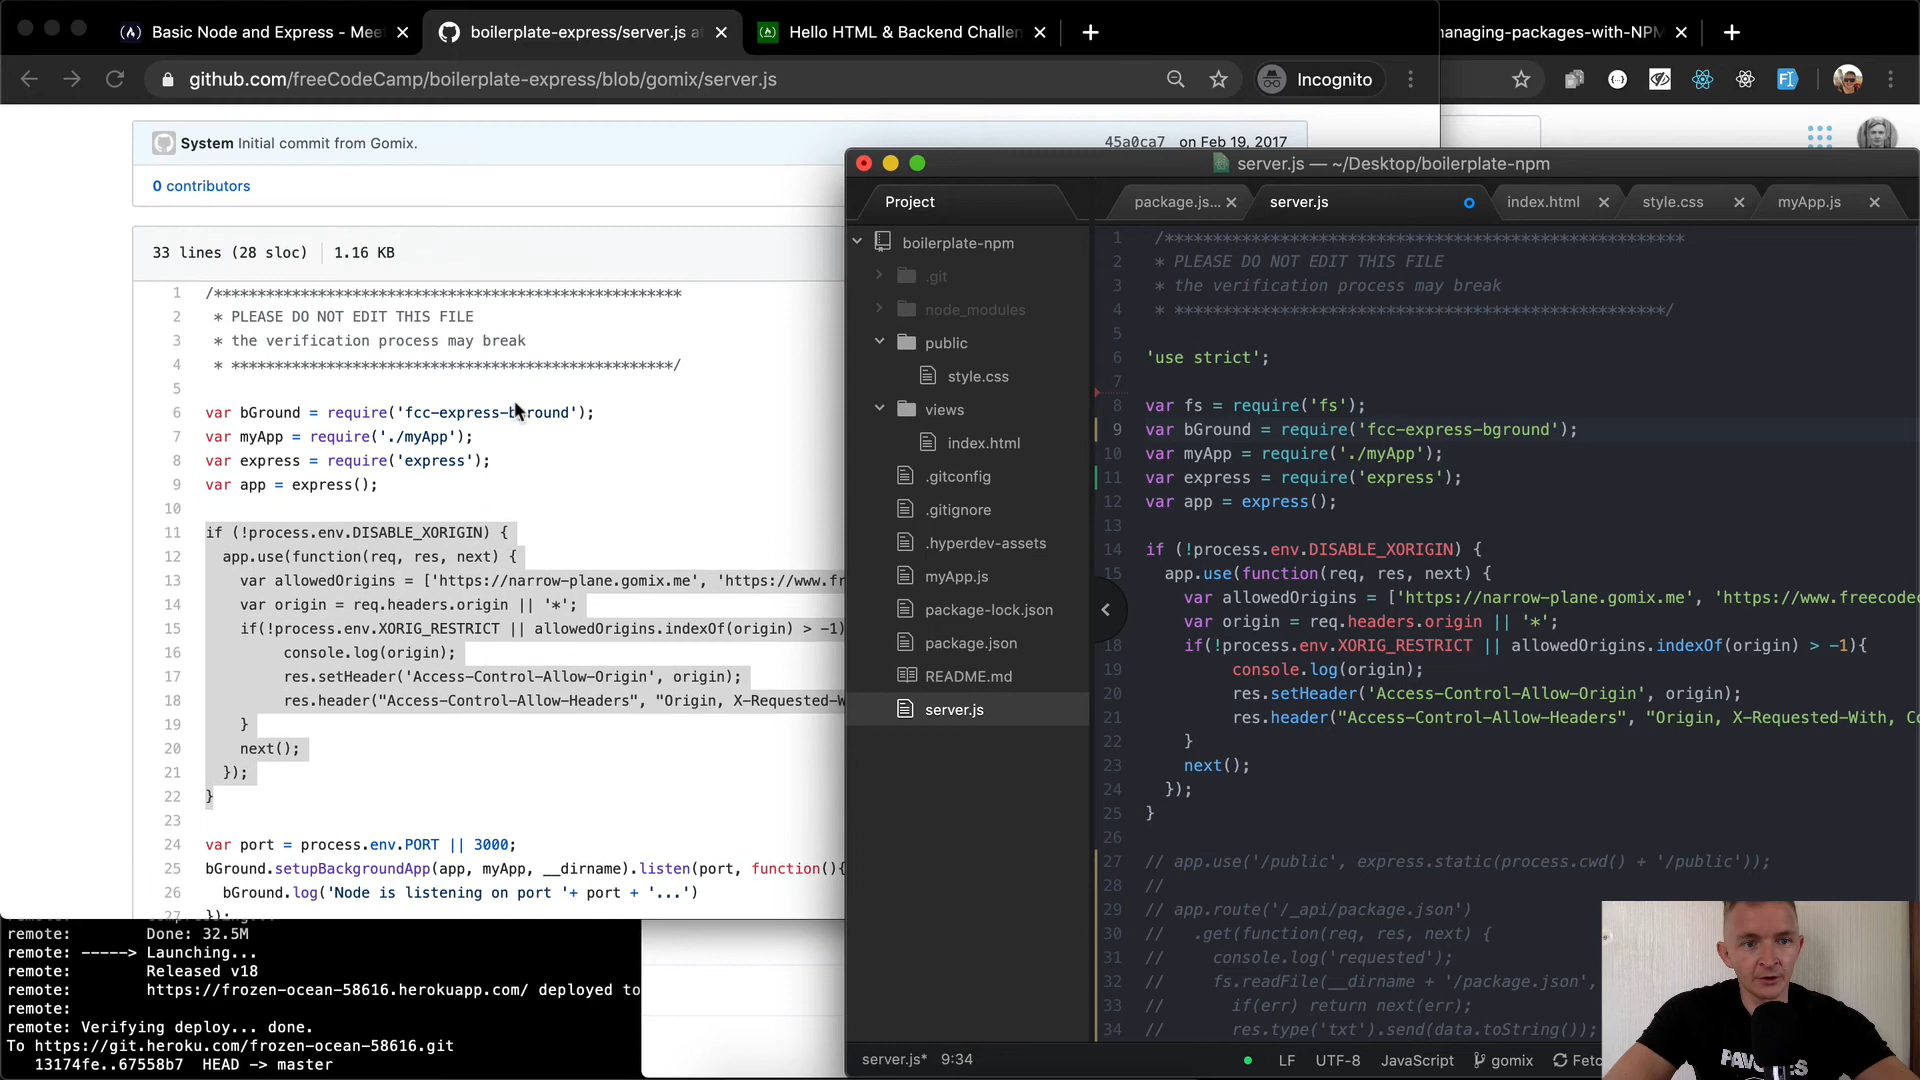 Basic Node and Express - Mee
boilerplate-express/server.js a
Hello HTML & Backend Challen
anaging-packages-with-NPM
github.com/freeCodeCamp/boilerplate-express/blob/gomix/server.js
Incognito
System Initial commit from Gomix.
45a0ca7 on Feb 19, 2017
0 contributors
33 lines (28 sloc) 1.16 KB
1 /*****************************************************
2 * PLEASE DO NOT EDIT THIS FILE
3 * the verification process may break
4 * ***************************************************/
5
6 var bGround = require('fcc-express-bground');
7 var myApp = require('./myApp');
8 var express = require('express');
9 var app = express();
10
11 if (!process.env.DISABLE_XORIGIN) {
12 app.use(function(req, res, next) {
13 var allowedOrigins = ['https://narrow-plane.gomix.me', 'https://www.fr
14 var origin = req.headers.origin || '*';
15 if(!process.env.XORIG_RESTRICT || allowedOrigins.indexOf(origin) > -1)
16 console.log(origin);
17 res.setHeader('Access-Control-Allow-Origin', origin);
18 res.header("Access-Control-Allow-Headers", "Origin, X-Requested-W
19 }
20 next();
21 });
22 }
23
24 var port = process.env.PORT || 3000;
25 bGround.setupBackgroundApp(app, myApp, __dirname).listen(port, function(){
26 bGround.log('Node is listening on port '+ port + '...')
27 });
remote: Done: 32.5M
remote: -----> Launching...
remote: Released v18
remote: https://frozen-ocean-58616.herokuapp.com/ deployed to
remote:
remote: Verifying deploy... done.
To https://git.heroku.com/frozen-ocean-58616.git
13174fe..67558b7 HEAD -> master
server.js — ~/Desktop/boilerplate-npm
Project
package.js...
server.js
index.html
style.css
myApp.js
boilerplate-npm
.git
node_modules
public
style.css
views
index.html
.gitconfig
.gitignore
.hyperdev-assets
myApp.js
package-lock.json
package.json
README.md
server.js
1 /*****************************************************
2 * PLEASE DO NOT EDIT THIS FILE
3 * the verification process may break
4 * ***************************************************/
5
6 'use strict';
7
8 var fs = require('fs');
9 var bGround = require('fcc-express-bground');
10 var myApp = require('./myApp');
11 var express = require('express');
12 var app = express();
13
14 if (!process.env.DISABLE_XORIGIN) {
15 app.use(function(req, res, next) {
var allowedOrigins = ['https://narrow-plane.gomix.me', 'https://www.freecodec
var origin = req.headers.origin || '*';
18 if(!process.env.XORIG_RESTRICT || allowedOrigins.indexOf(origin) > -1){
19 console.log(origin);
20 res.setHeader('Access-Control-Allow-Origin', origin);
21 res.header("Access-Control-Allow-Headers", "Origin, X-Requested-With, Co
22 }
23 next();
24 });
25 }
26
27 // app.use('/public', express.static(process.cwd() + '/public'));
28 //
29 // app.route('/_api/package.json')
30 // .get(function(req, res, next) {
31 // console.log('requested');
32 // fs.readFile(__dirname + '/package.json',
33 // if(err) return next(err);
34 // res.type('txt').send(data.toString());
server.js* 9:34
LF UTF-8 JavaScript gomix Fetc